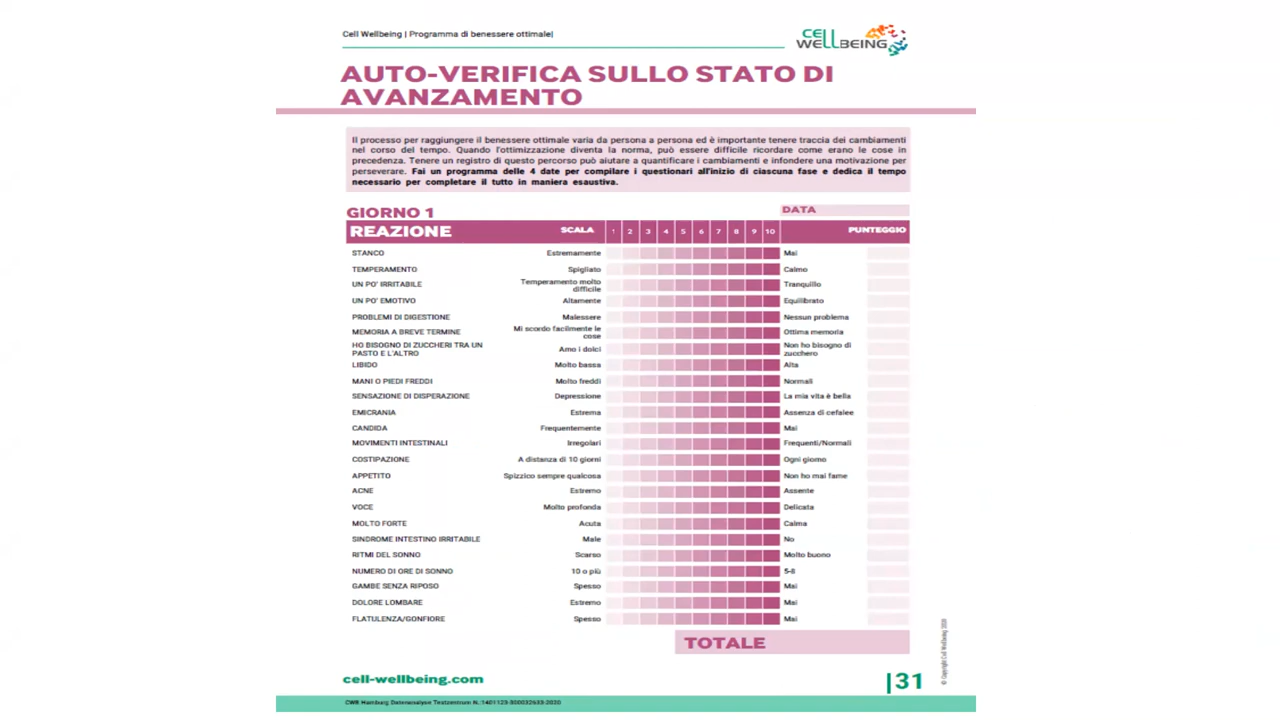 Cell Wellbeing | Programma di benessere ottimale|
CELL
WELLBEING
AUTO-VERIFICA SULLO STATO DI
AVANZAMENTO
Il processo per raggiungere il benessere ottimale varia da persona a persona ed è importante tenere traccia dei cambiamenti
nel corso del tempo. Quando l'ottimizzazione diventa la norma, può essere difficile ricordare come erano le cose in
precedenza. Tenere un registro di questo percorso può aiutare a quantificare i cambiamenti e infondere una motivazione per
perseverare. Fai un programma delle 4 date per compilare i questionari all'inizio di ciascuna fase e dedica il tempo
necessario per completare il tutto in maniera esaustiva.
GIORNO 1 DATA
REAZIONE SCALA 1 2 3 4 5 6 7 8 9 10 PUNTEGGIO
STANCO Estremamente Mai
TEMPERAMENTO Spigliato Calmo
UN PO' IRRITABILE Temperamento molto difficile Tranquillo
UN PO' EMOTIVO Altamente Equilibrato
PROBLEMI DI DIGESTIONE Malessere Nessun problema
MEMORIA A BREVE TERMINE Mi scordo facilmente le cose Ottima memoria
HO BISOGNO DI ZUCCHERI TRA UN PASTO E L'ALTRO Amo i dolci Non ho bisogno di zucchero
LIBIDO Molto bassa Alta
MANI O PIEDI FREDDI Molto freddi Normali
SENSAZIONE DI DISPERAZIONE Depressione La mia vita è bella
EMICRANIA Estrema Assenza di cefalee
CANDIDA Frequentemente Mai
MOVIMENTI INTESTINALI Irregolari Frequenti/Normali
COSTIPAZIONE A distanza di 10 giorni Ogni giorno
APPETITO Spizzico sempre qualcosa Non ho mai fame
ACNE Estremo Assente
VOCE Molto profonda Delicata
MOLTO FORTE Acuta Calma
SINDROME INTESTINO IRRITABILE Male No
RITMI DEL SONNO Scarso Molto buono
NUMERO DI ORE DI SONNO 10 o più 5-8
GAMBE SENZA RIPOSO Spesso Mai
DOLORE LOMBARE Estremo Mai
FLATULENZA/GONFIORE Spesso Mai
TOTALE
© Copyright Cell Wellbeing 2020
cell-wellbeing.com |31
CWB Hamburg Datenanalyse Testzentrum N.:1401123-300032633-2020